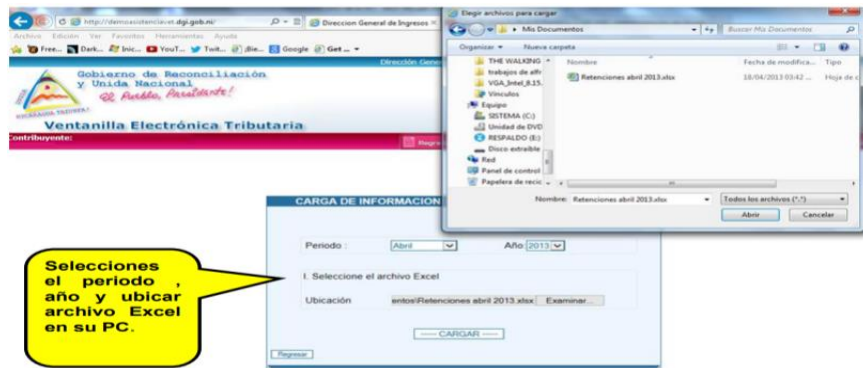 http://demoasistenciavet.dgi.gob.ni/
Direccion General de Ingresos
Archivo Edición Ver Favoritos Herramientas Ayuda
Free... Dark... Inic... YouT... Twit... ¡Bie... Google Get ...
Dirección Gene
Gobierno de Reconciliación
y Unida Nacional
El Pueblo, Presidente!
Ventanilla Electrónica Tributaria
Contribuyente:
Regre
Elegir archivos para cargar
Mis Documentos
Buscar Mis Documentos
Organizar Nueva carpeta
Nombre Fecha de modifica... Tipo
THE WALKING
trabajos de alfr
VGA_Intel_8.15.
Vínculos
Equipo
SISTEMA (C:)
Unidad de DVD
RESPALDO (E:)
Disco extraíble
Red
Panel de control
Papelera de recic
Retenciones abril 2013.xlsx 18/04/2013 03:42 ... Hoja de c
Nombre: Retenciones abril 2013.xlsx Todos los archivos (*.*)
Abrir Cancelar
CARGA DE INFORMACION
Periodo : Abril Año 2013
I. Seleccione el archivo Excel
Ubicación entos\Retenciones abril 2013.xlsx Examinar...
----- CARGAR -----
Regresar
Selecciones
el periodo ,
año y ubicar
archivo Excel
en su PC.